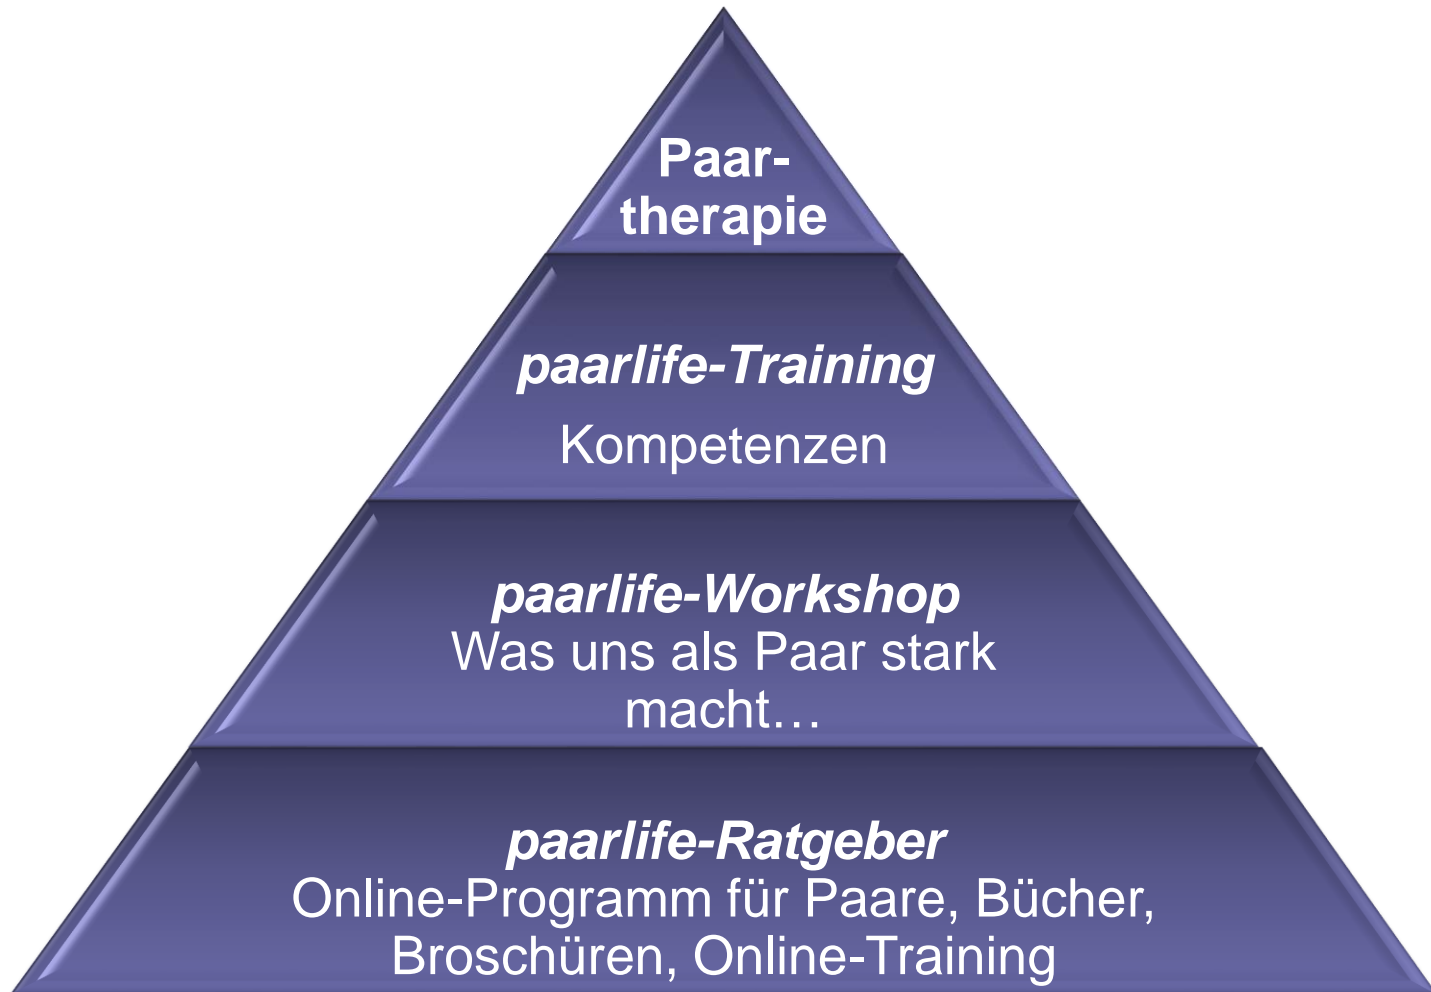 Paar-
therapie
paarlife-Training
Kompetenzen
paarlife-Workshop
Was uns als Paar stark
macht…
paarlife-Ratgeber
Online-Programm für Paare, Bücher,
Broschüren, Online-Training